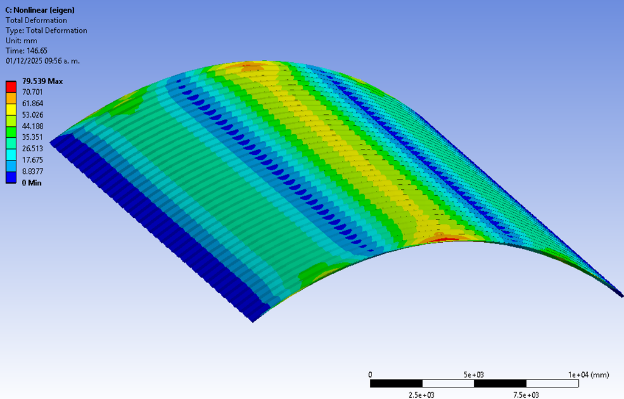 C: Nonlinear (eigen)
Total Deformation
Type: Total Deformation
Unit: mm
Time: 146.65
01/12/2025 09:56 a. m.
79.539 Max
70.701
61.864
53.026
44.188
35.351
26.513
17.675
8.8377
0 Min
0 5e+03 1e+04 (mm)
2.5e+03 7.5e+03